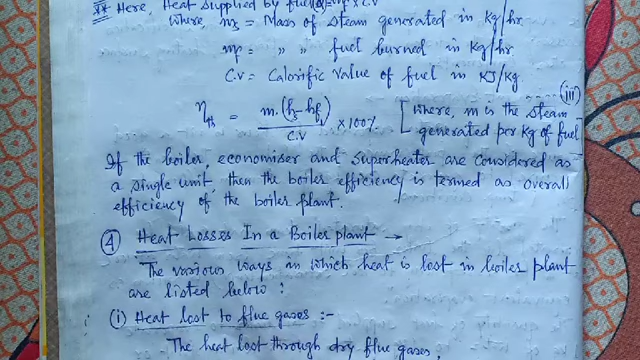 ** Here, Heat supplied by fuel = mf × C.V
Where, ms = Mass of steam generated in Kg/hr
mf = " " fuel burned in Kg/hr
C.V = Calorific value of fuel in KJ/Kg
(iii)
η = m.(hs - hf1) / C.V × 100% [where, m is the steam
generated per kg of fuel]
If the boiler, economiser and superheater are considered as
a single unit, then the boiler efficiency is termed as overall
efficiency of the boiler plant.
④ Heat Losses In a Boiler plant →
The various ways in which heat is lost in boiler plant
are listed below :
(i) Heat lost to flue gases :-
The heat lost through dry flue gases,